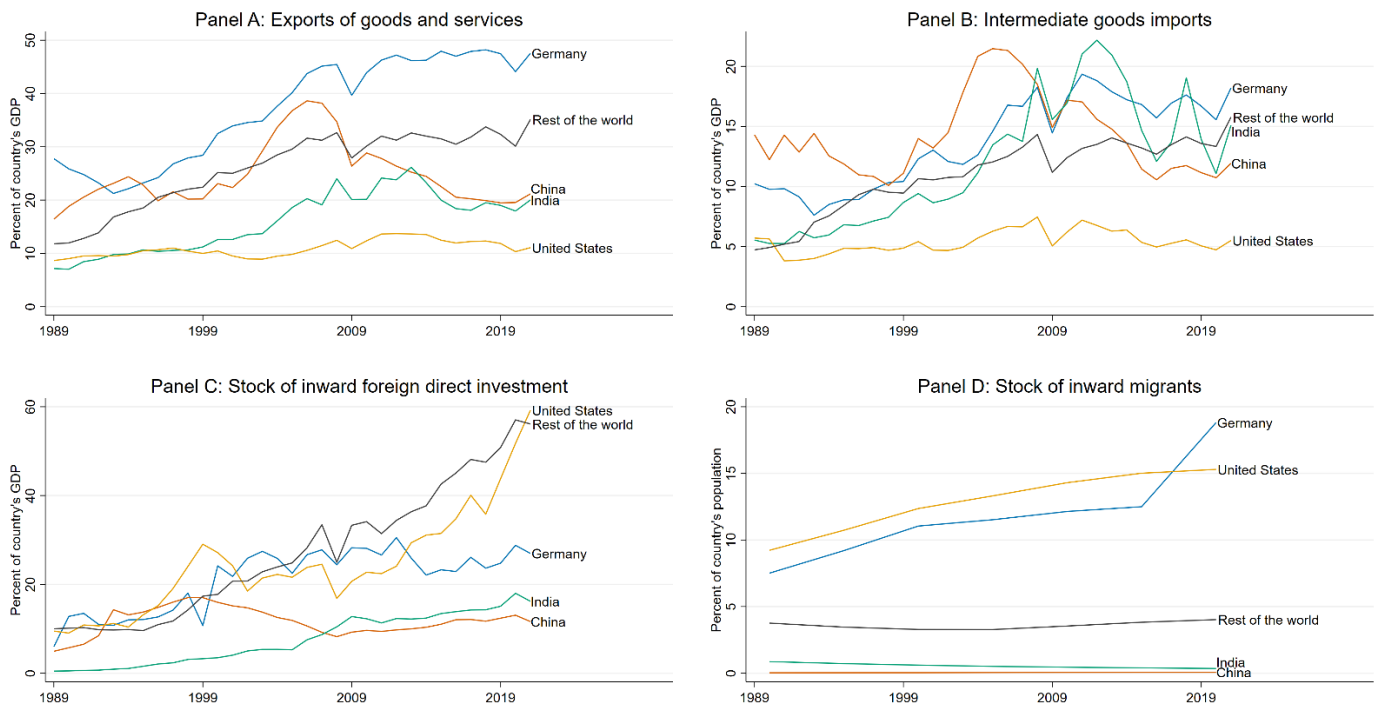 Panel A: Exports of goods and services
Percent of country's GDP
50
40
30
20
10
0
Germany
Rest of the world
China
India
United States
1989
1999
2009
2019
Panel B: Intermediate goods imports
Percent of country's GDP
20
15
10
5
0
Germany
Rest of the world
India
China
United States
1989
1999
2009
2019
Panel C: Stock of inward foreign direct investment
Percent of country's GDP
60
40
20
0
United States
Rest of the world
Germany
India
China
1989
1999
2009
2019
Panel D: Stock of inward migrants
Percent of country's population
20
15
10
5
0
Germany
United States
Rest of the world
India
China
1989
1999
2009
2019